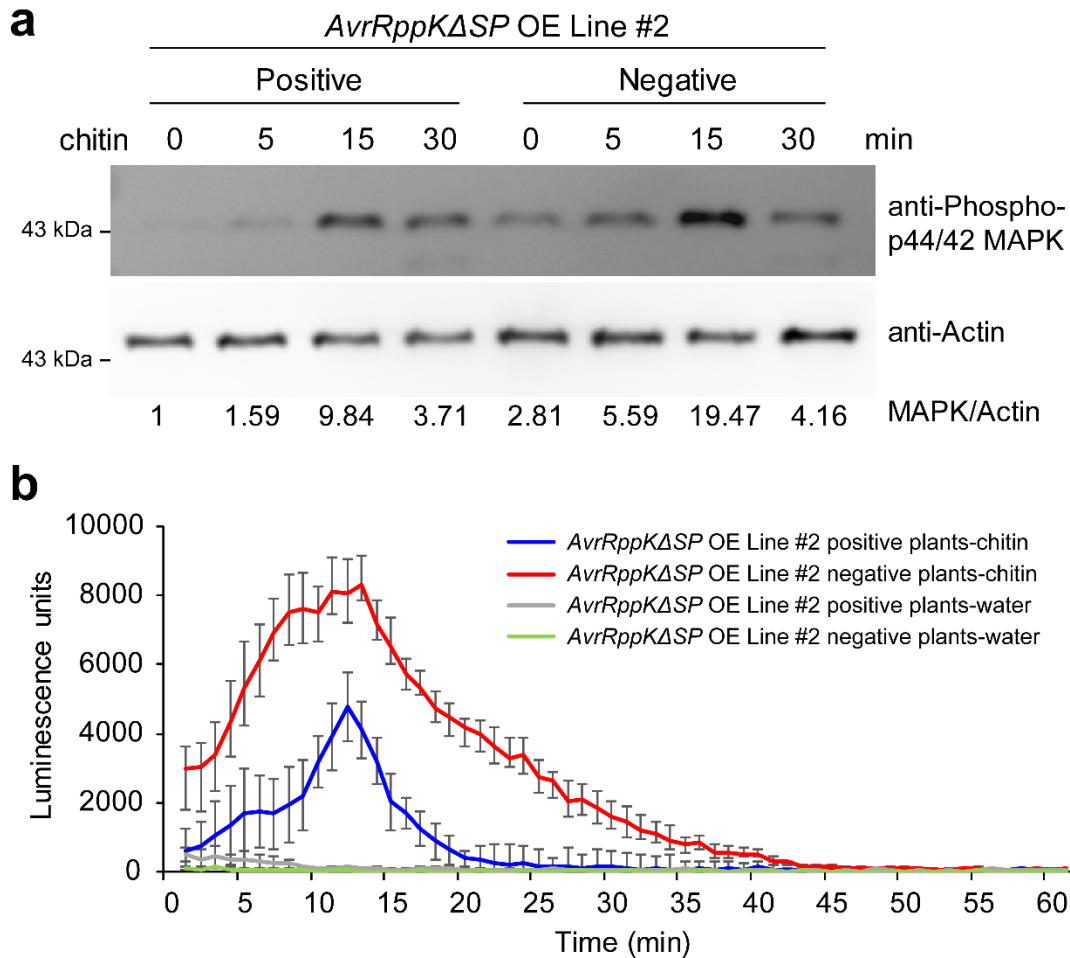 a
AvrRppKΔSP OE Line #2
Positive Negative
chitin 0 5 15 30 0 5 15 30 min
43 kDa
anti-Phospho-
p44/42 MAPK
43 kDa
anti-Actin
1 1.59 9.84 3.71 2.81 5.59 19.47 4.16 MAPK/Actin
b
Luminescence units
10000
8000
6000
4000
2000
0
AvrRppKΔSP OE Line #2 positive plants-chitin
AvrRppKΔSP OE Line #2 negative plants-chitin
AvrRppKΔSP OE Line #2 positive plants-water
AvrRppKΔSP OE Line #2 negative plants-water
0 5 10 15 20 25 30 35 40 45 50 55 60
Time (min)